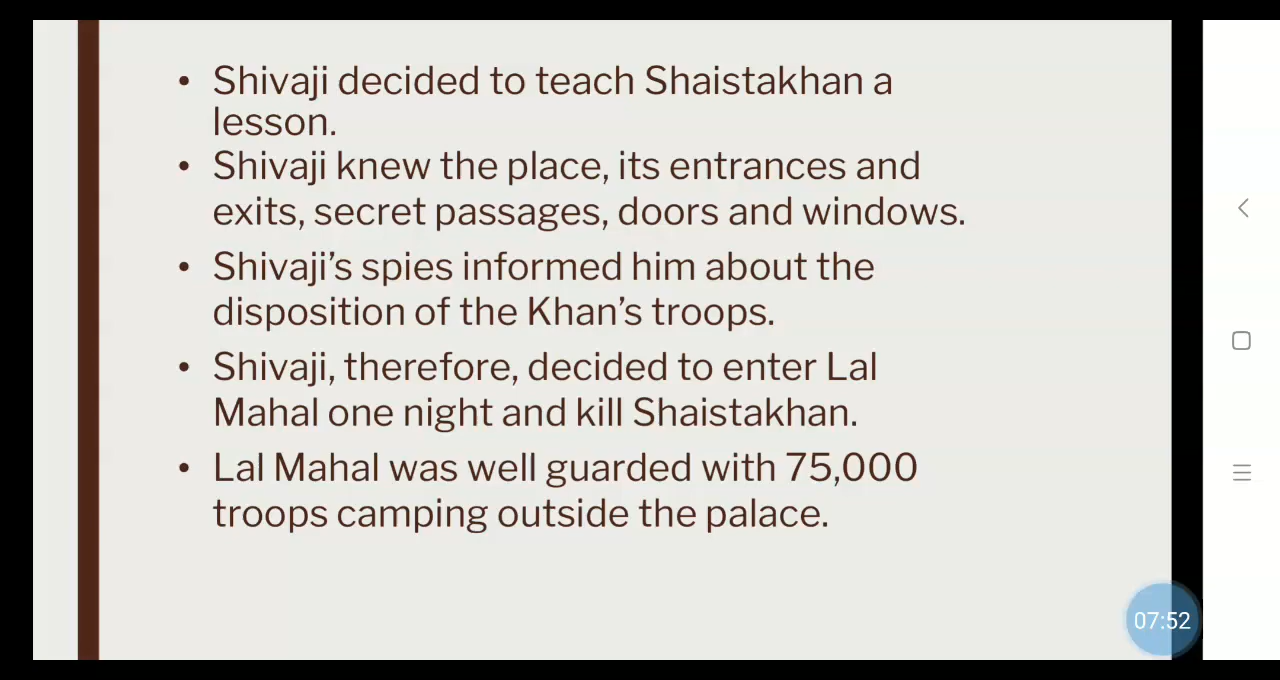 • Shivaji decided to teach Shaistakhan a
lesson.
• Shivaji knew the place, its entrances and
exits, secret passages, doors and windows.
• Shivaji’s spies informed him about the
disposition of the Khan’s troops.
• Shivaji, therefore, decided to enter Lal
Mahal one night and kill Shaistakhan.
• Lal Mahal was well guarded with 75,000
troops camping outside the palace.
07:52